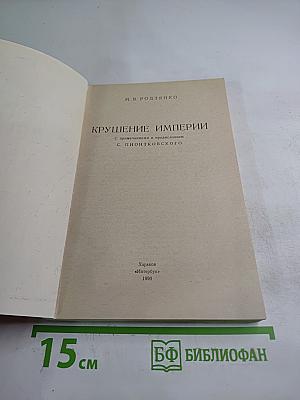 М. В. РОДЗЯНКО
КРУШЕНИЕ ИМПЕРИИ
С примечаниями и предисловием
С. ПИОНТКОВСКОГО
Харьков
«Интербук»
1990
15 см
БФ БИБЛИОФАН